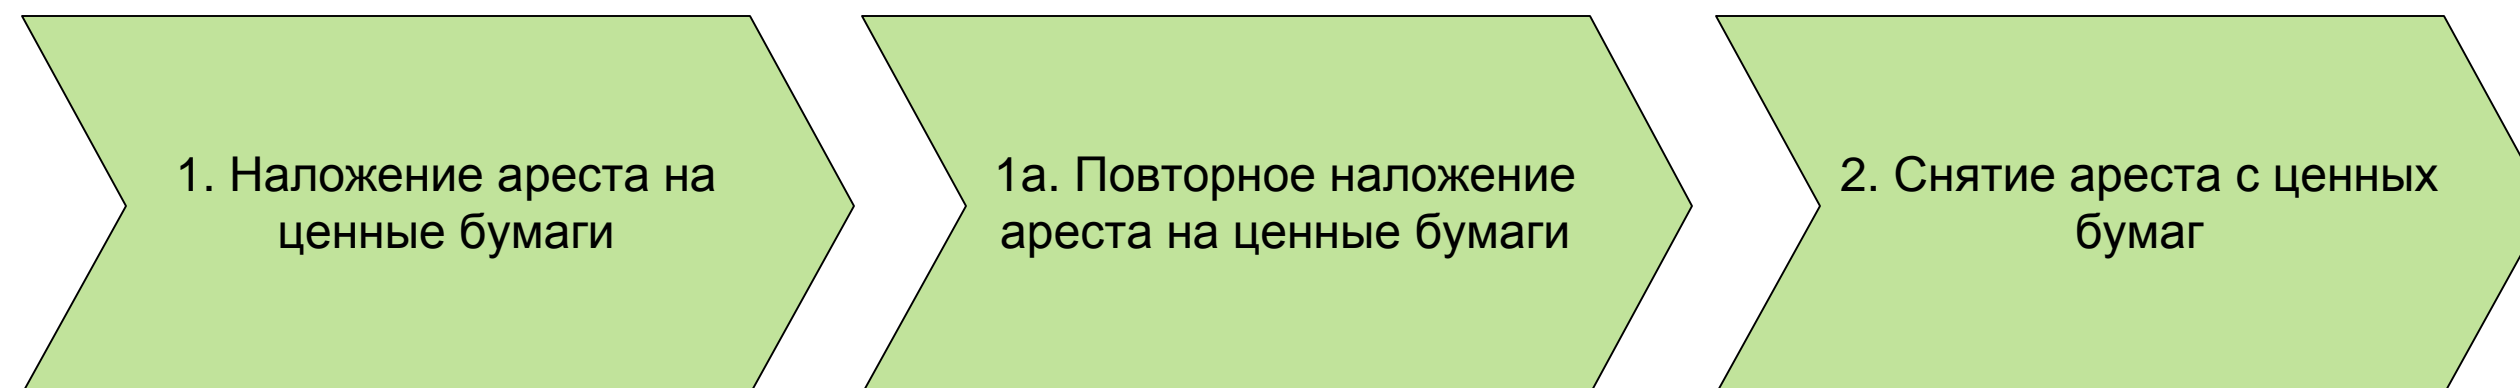 1. Наложение ареста на
ценные бумаги
1а. Повторное наложение
ареста на ценные бумаги
2. Снятие ареста с ценных
бумаг